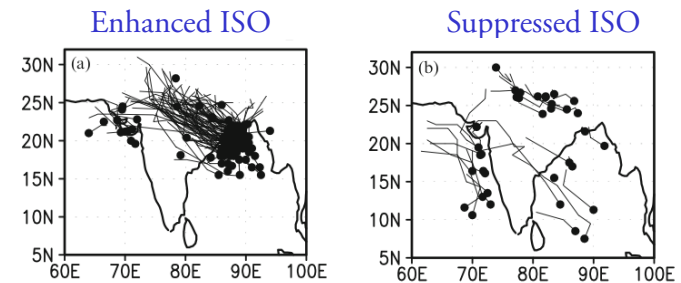 Enhanced ISO
Suppressed ISO
(a)
30N
25N
20N
15N
10N
5N
60E 70E 80E 90E 100E
(b)
30N
25N
20N
15N
10N
5N
60E 70E 80E 90E 100E